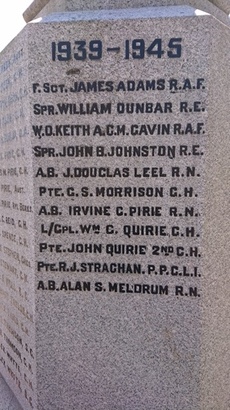 1939-1945
F. SGT. JAMES ADAMS R.A.F.
SPR. WILLIAM DUNBAR R.E.
W.O. KEITH A.C.M. GAVIN R.A.F.
SPR. JOHN B. JOHNSTON R.E.
A.B. J. DOUGLAS LEEL R.N.
PTE. G.S. MORRISON G.H.
A.B. IRVINE G. PIRIE R.N.
L/CPL. WM G. QUIRIE G.H.
PTE. JOHN QUIRIE 2ND G.H.
PTE. R.J. STRACHAN. P.P.C.L.I.
A.B. ALAN S. MELDRUM R.N.